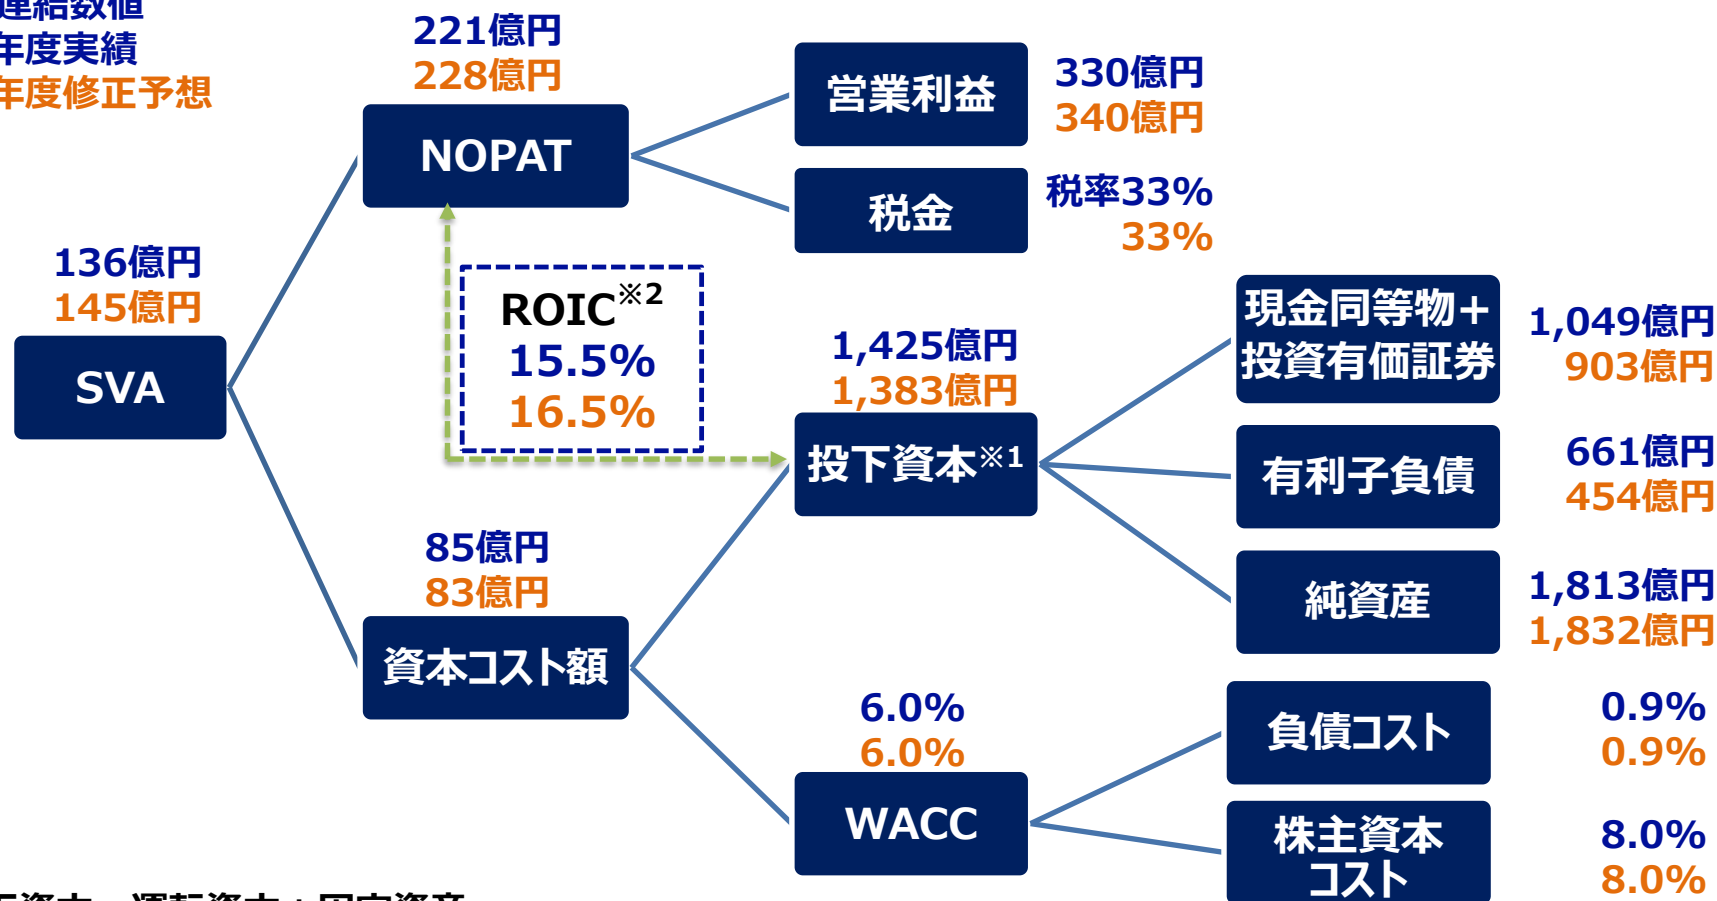 連結数値
年度実績
年度修正予想
221億円
228億円
NOPAT
営業利益
330億円
340億円
税金
税率33%
33%
136億円
145億円
SVA
ROIC※2
15.5%
16.5%
1,425億円
1,383億円
投下資本※1
現金同等物+
投資有価証券
1,049億円
903億円
有利子負債
661億円
454億円
純資産
1,813億円
1,832億円
85億円
83億円
資本コスト額
6.0%
6.0%
WACC
負債コスト
0.9%
0.9%
株主資本
コスト
8.0%
8.0%